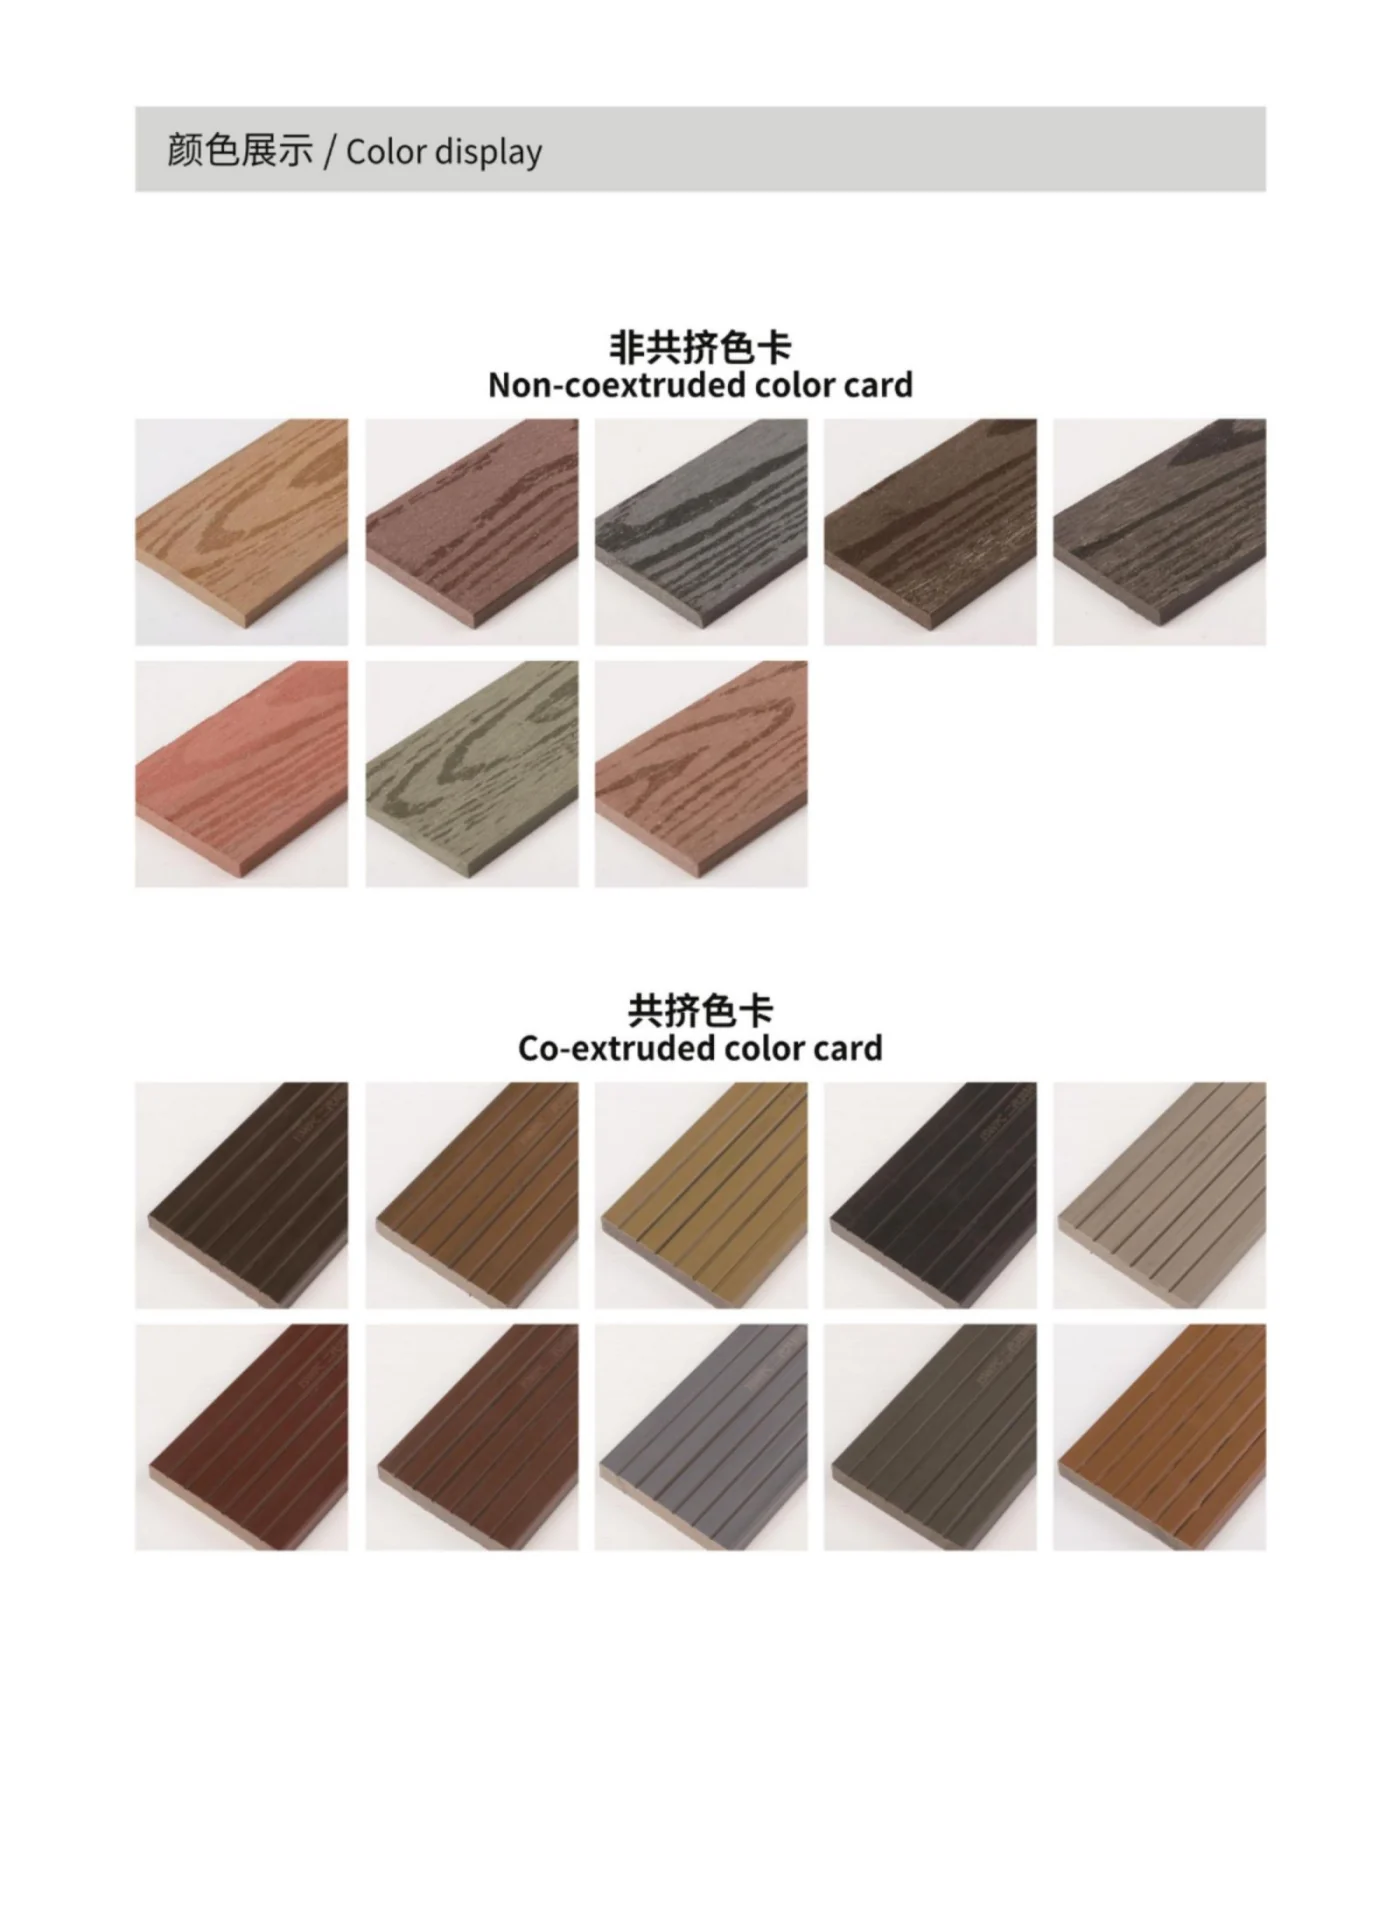 颜色展示 / Color display
非共挤色卡
Non-coextruded color card
共挤色卡
Co-extruded color card